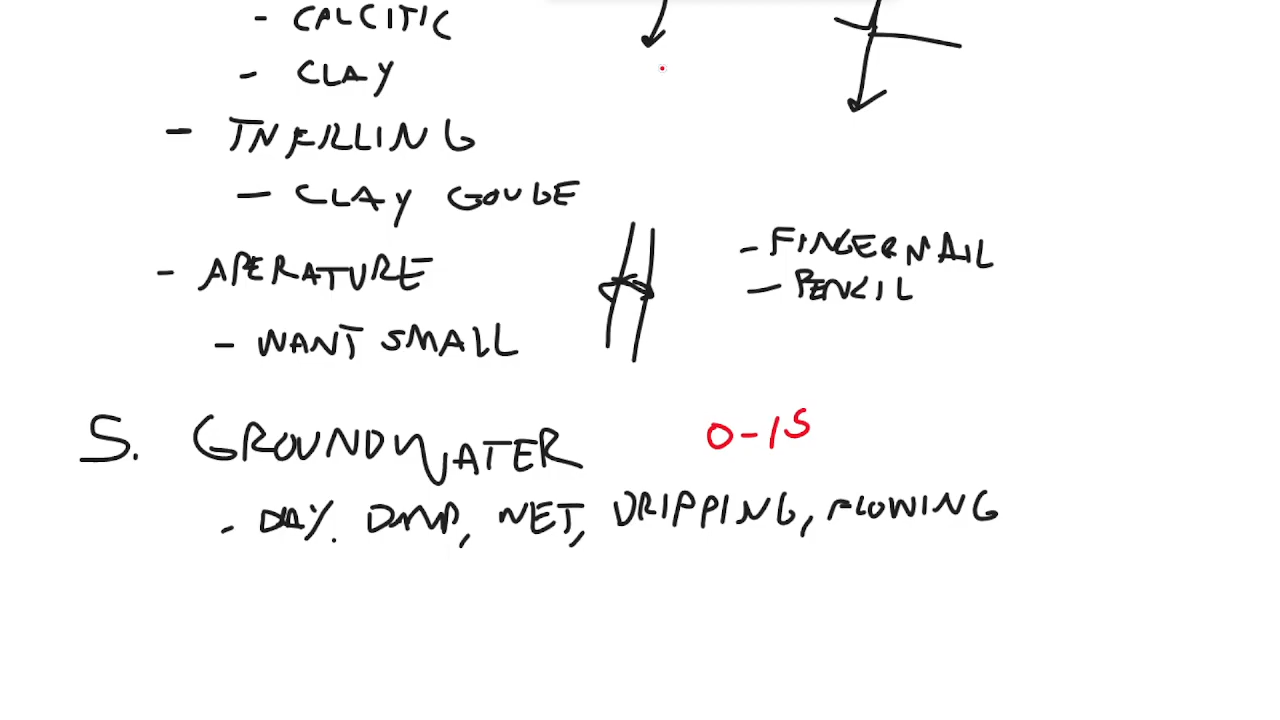 - CALCITIC
- CLAY
- INFILLING
- CLAY GOUGE
- APERATURE
- FINGERNAIL
- PENCIL
- WANT SMALL
5. GROUNDWATER 0-15
- DRY, DAMP, WET, DRIPPING, FLOWING